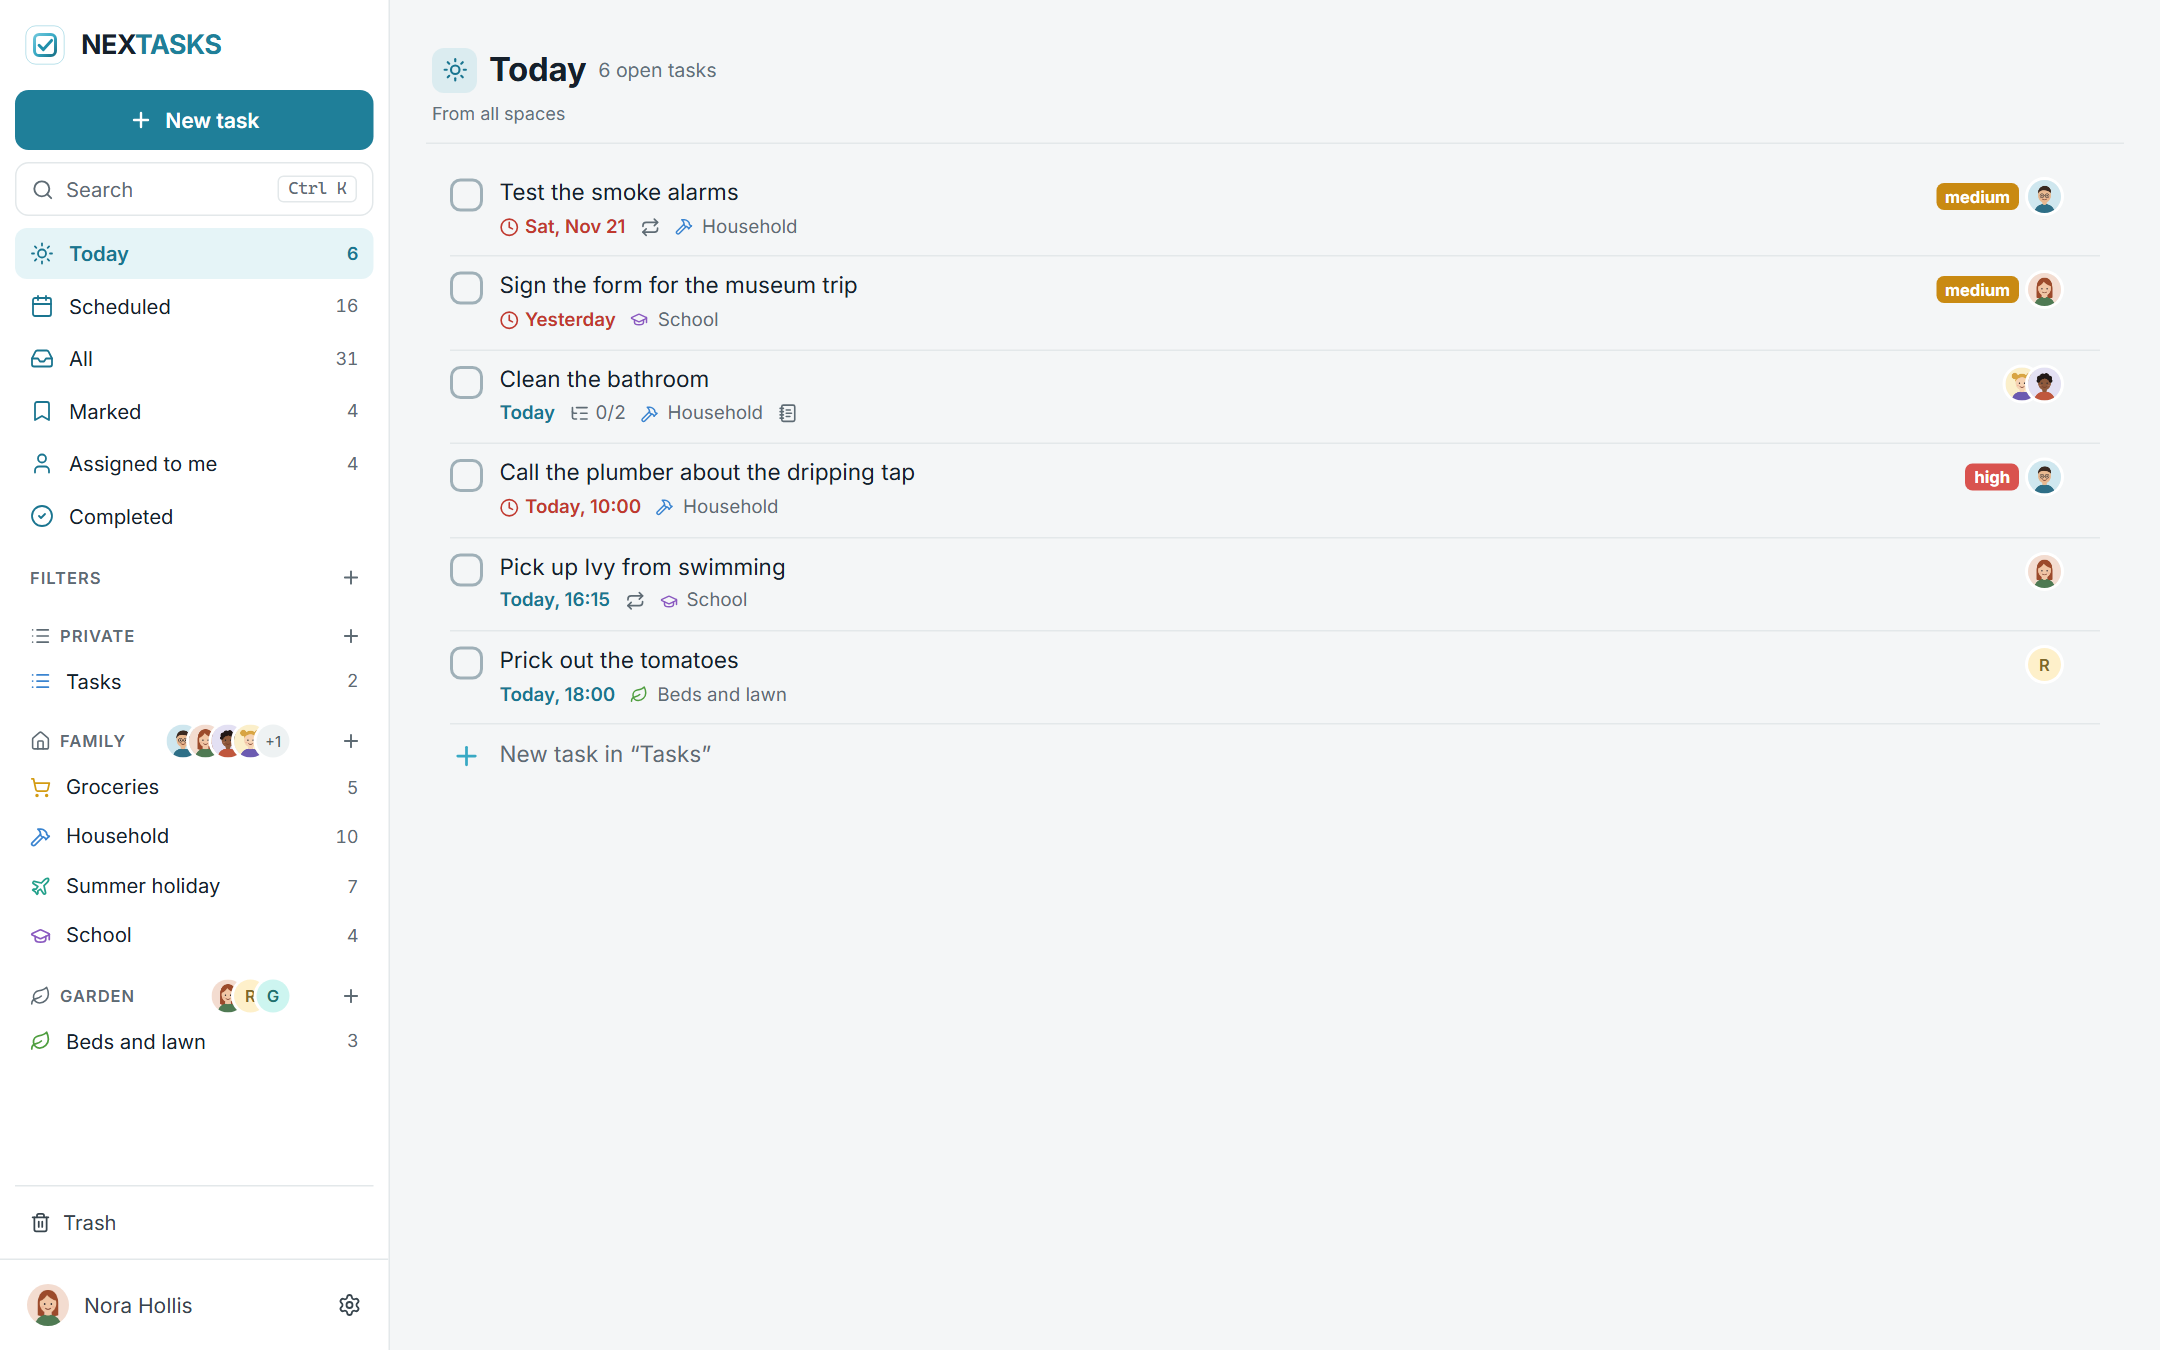 NEXTASKS
New task
Search Ctrl K
Today 6
Scheduled 16
All 31
Marked 4
Assigned to me 4
Completed
FILTERS
PRIVATE
Tasks 2
FAMILY +1
Groceries 5
Household 10
Summer holiday 7
School 4
GARDEN R G
Beds and lawn 3
Trash
Nora Hollis
Today 6 open tasks
From all spaces
Test the smoke alarms medium
Sat, Nov 21 Household
Sign the form for the museum trip medium
Yesterday School
Clean the bathroom
Today 0/2 Household
Call the plumber about the dripping tap high
Today, 10:00 Household
Pick up Ivy from swimming
Today, 16:15 School
Prick out the tomatoes R
Today, 18:00 Beds and lawn
New task in “Tasks”